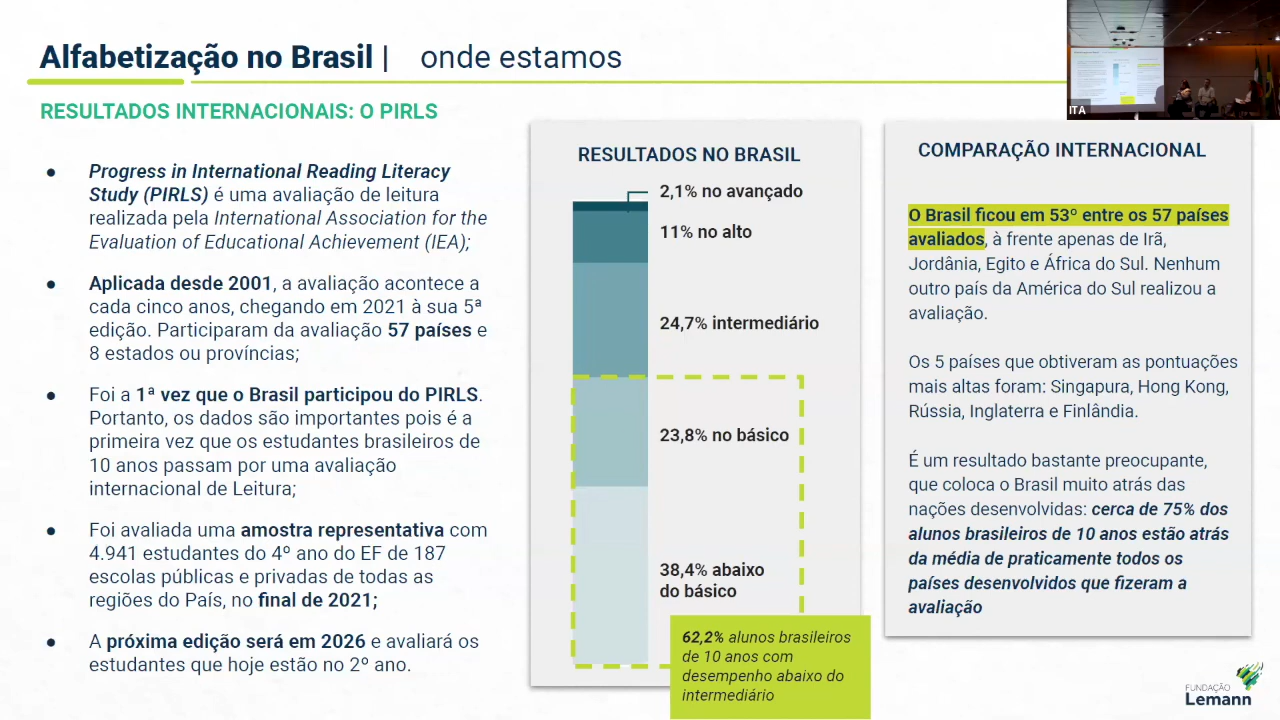 Alfabetização no Brasil | onde estamos
RESULTADOS INTERNACIONAIS: O PIRLS
● Progress in International Reading Literacy
Study (PIRLS) é uma avaliação de leitura
realizada pela International Association for the
Evaluation of Educational Achievement (IEA);
● Aplicada desde 2001, a avaliação acontece a
cada cinco anos, chegando em 2021 à sua 5ª
edição. Participaram da avaliação 57 países e
8 estados ou províncias;
● Foi a 1ª vez que o Brasil participou do PIRLS.
Portanto, os dados são importantes pois é a
primeira vez que os estudantes brasileiros de
10 anos passam por uma avaliação
internacional de Leitura;
● Foi avaliada uma amostra representativa com
4.941 estudantes do 4º ano do EF de 187
escolas públicas e privadas de todas as
regiões do País, no final de 2021;
● A próxima edição será em 2026 e avaliará os
estudantes que hoje estão no 2º ano.
RESULTADOS NO BRASIL
2,1% no avançado
11% no alto
24,7% intermediário
23,8% no básico
38,4% abaixo
do básico
62,2% alunos brasileiros
de 10 anos com
desempenho abaixo do
intermediário
ITA
COMPARAÇÃO INTERNACIONAL
O Brasil ficou em 53º entre os 57 países
avaliados, à frente apenas de Irã,
Jordânia, Egito e África do Sul. Nenhum
outro país da América do Sul realizou a
avaliação.
Os 5 países que obtiveram as pontuações
mais altas foram: Singapura, Hong Kong,
Rússia, Inglaterra e Finlândia.
É um resultado bastante preocupante,
que coloca o Brasil muito atrás das
nações desenvolvidas: cerca de 75% dos
alunos brasileiros de 10 anos estão atrás
da média de praticamente todos os
países desenvolvidos que fizeram a
avaliação
FUNDAÇÃO
Lemann